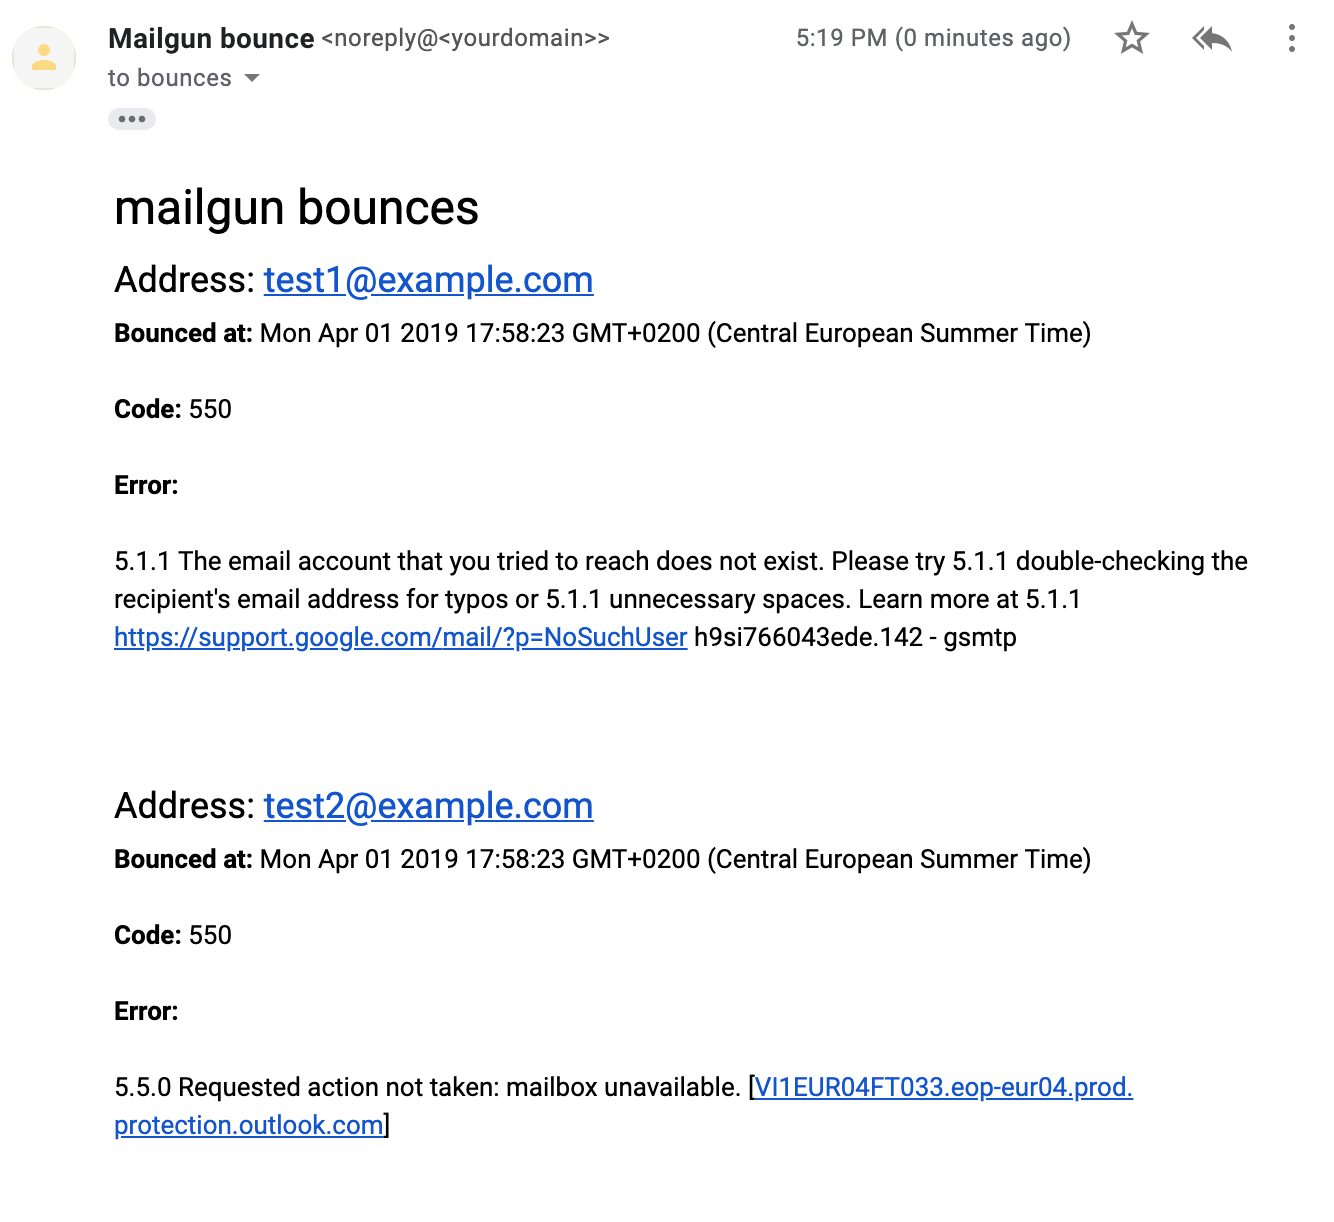 Mailgun bounce <noreply@<yourdomain>> 5:19 PM (0 minutes ago)
to bounces
mailgun bounces
Address: test1@example.com
Bounced at: Mon Apr 01 2019 17:58:23 GMT+0200 (Central European Summer Time)
Code: 550
Error:
5.1.1 The email account that you tried to reach does not exist. Please try 5.1.1 double-checking the
recipient's email address for typos or 5.1.1 unnecessary spaces. Learn more at 5.1.1
https://support.google.com/mail/?p=NoSuchUser h9si766043ede.142 - gsmtp
Address: test2@example.com
Bounced at: Mon Apr 01 2019 17:58:23 GMT+0200 (Central European Summer Time)
Code: 550
Error:
5.5.0 Requested action not taken: mailbox unavailable. [VI1EUR04FT033.eop-eur04.prod.
protection.outlook.com]